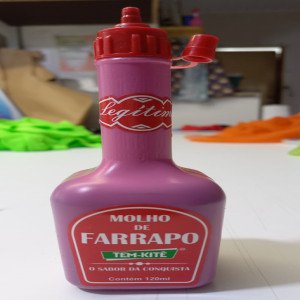 Legítimo
MOLHO
DE
FARRAPO
TEM-KITÊ
O SABOR DA CONQUISTA
Contém 120ml